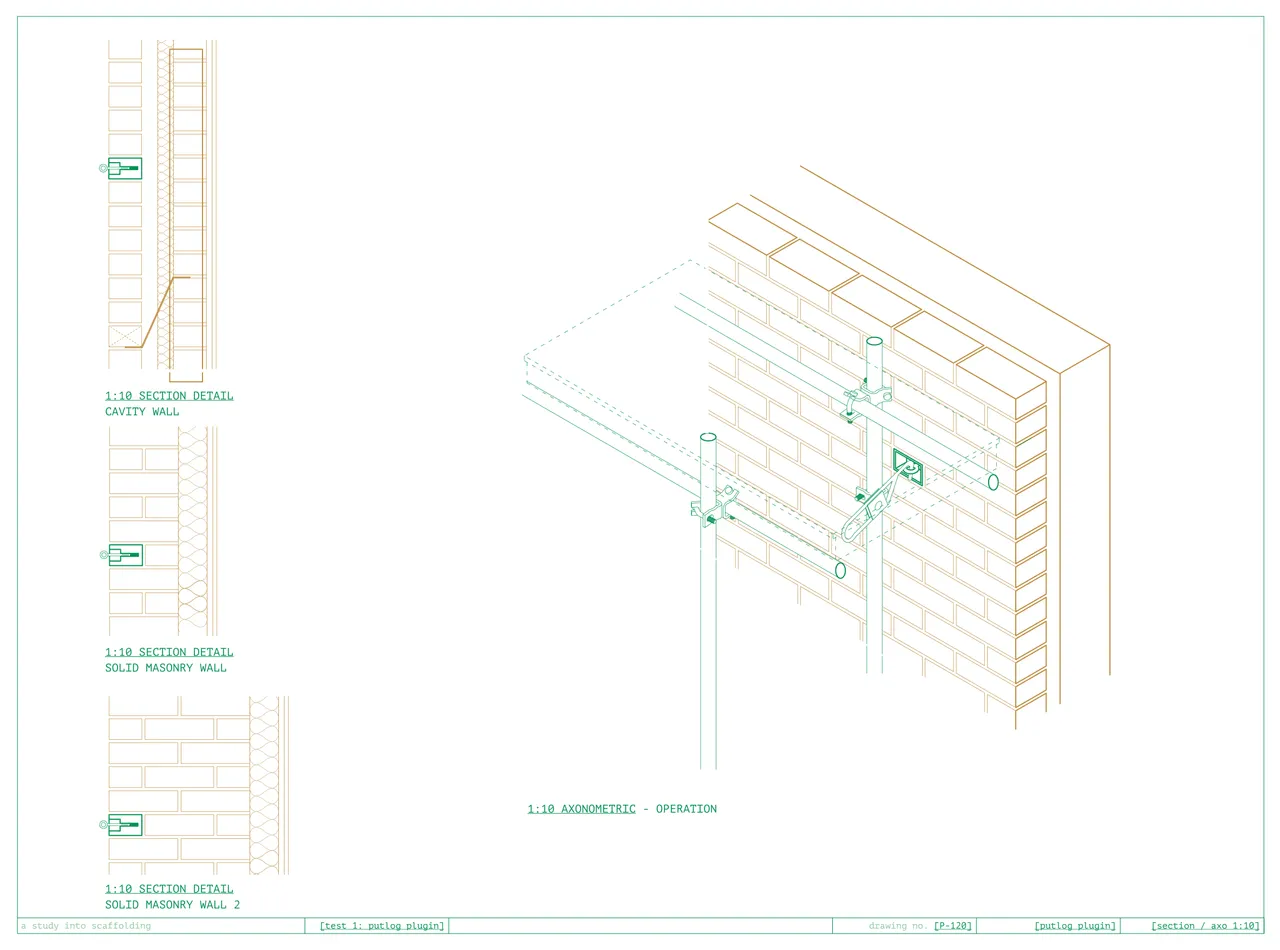 1:10 SECTION DETAIL
CAVITY WALL
1:10 SECTION DETAIL
SOLID MASONRY WALL
1:10 SECTION DETAIL
SOLID MASONRY WALL 2
1:10 AXONOMETRIC - OPERATION
a study into scaffolding
[test 1: putlog plugin]
drawing no. [P-120]
[putlog plugin]
[section / axo 1:10]